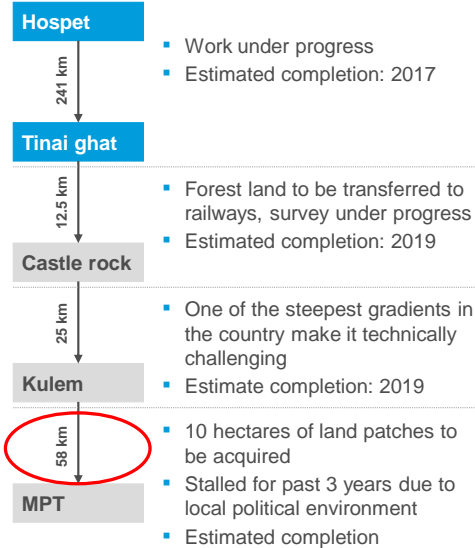 Hospet
241 km
▪ Work under progress
▪ Estimated completion: 2017
Tinai ghat
12.5 km
▪ Forest land to be transferred to
railways, survey under progress
▪ Estimated completion: 2019
Castle rock
25 km
▪ One of the steepest gradients in
the country make it technically
challenging
▪ Estimate completion: 2019
Kulem
58 km
▪ 10 hectares of land patches to
be acquired
▪ Stalled for past 3 years due to
local political environment
▪ Estimated completion
MPT